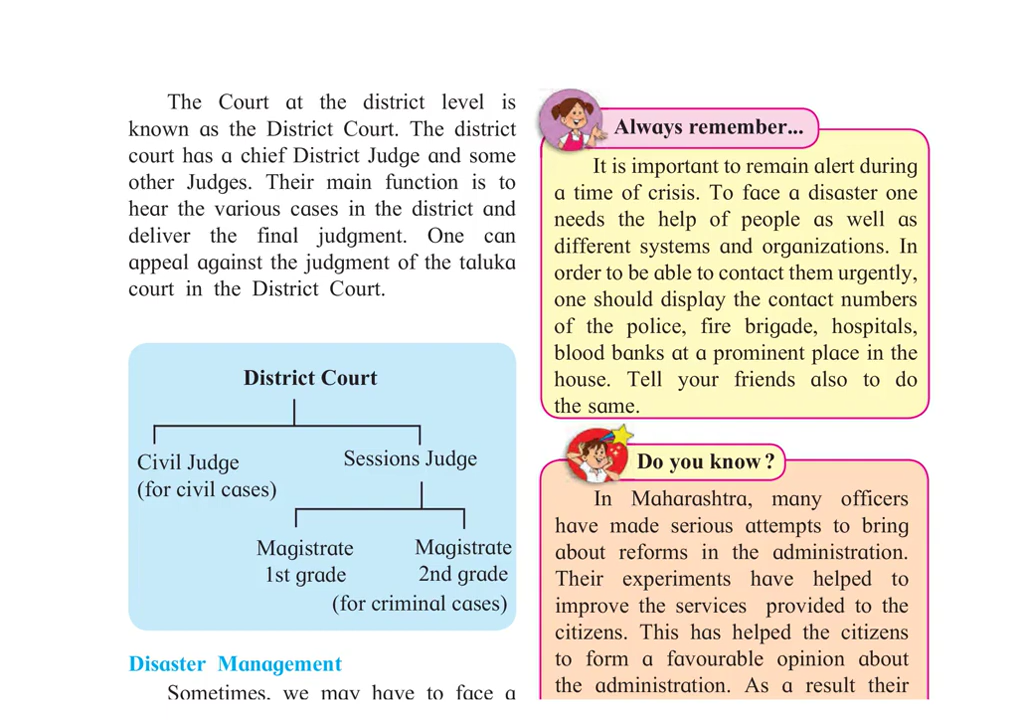 The Court at the district level is
known as the District Court. The district
court has a chief District Judge and some
other Judges. Their main function is to
hear the various cases in the district and
deliver the final judgment. One can
appeal against the judgment of the taluka
court in the District Court.
District Court
Civil Judge
(for civil cases)
Sessions Judge
Magistrate
1st grade
Magistrate
2nd grade
(for criminal cases)
Disaster Management
Sometimes, we may have to face a
Always remember...
It is important to remain alert during
a time of crisis. To face a disaster one
needs the help of people as well as
different systems and organizations. In
order to be able to contact them urgently,
one should display the contact numbers
of the police, fire brigade, hospitals,
blood banks at a prominent place in the
house. Tell your friends also to do
the same.
Do you know ?
In Maharashtra, many officers
have made serious attempts to bring
about reforms in the administration.
Their experiments have helped to
improve the services provided to the
citizens. This has helped the citizens
to form a favourable opinion about
the administration. As a result their